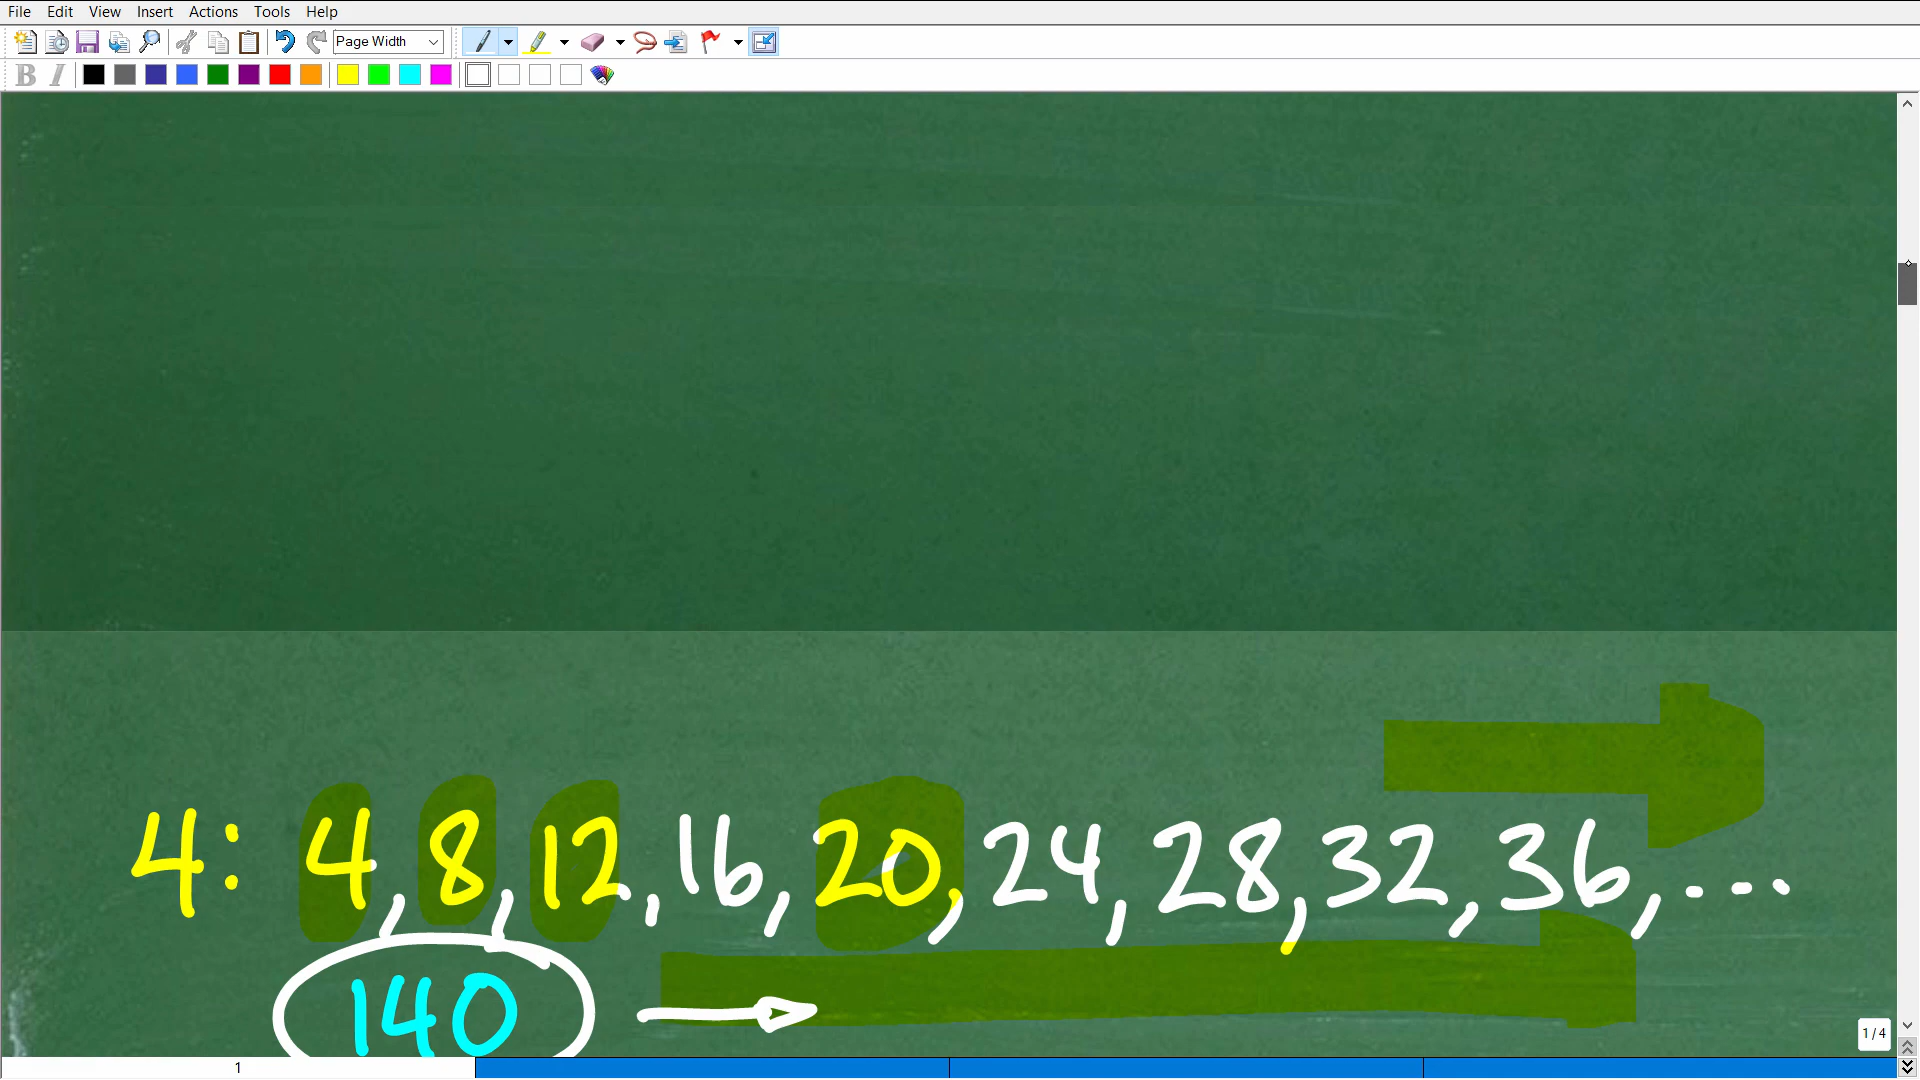 File Edit View Insert Actions Tools Help
Page Width
B I
4: 4, 8, 12, 16, 20, 24, 28, 32, 36, ...
140
1 / 4
1